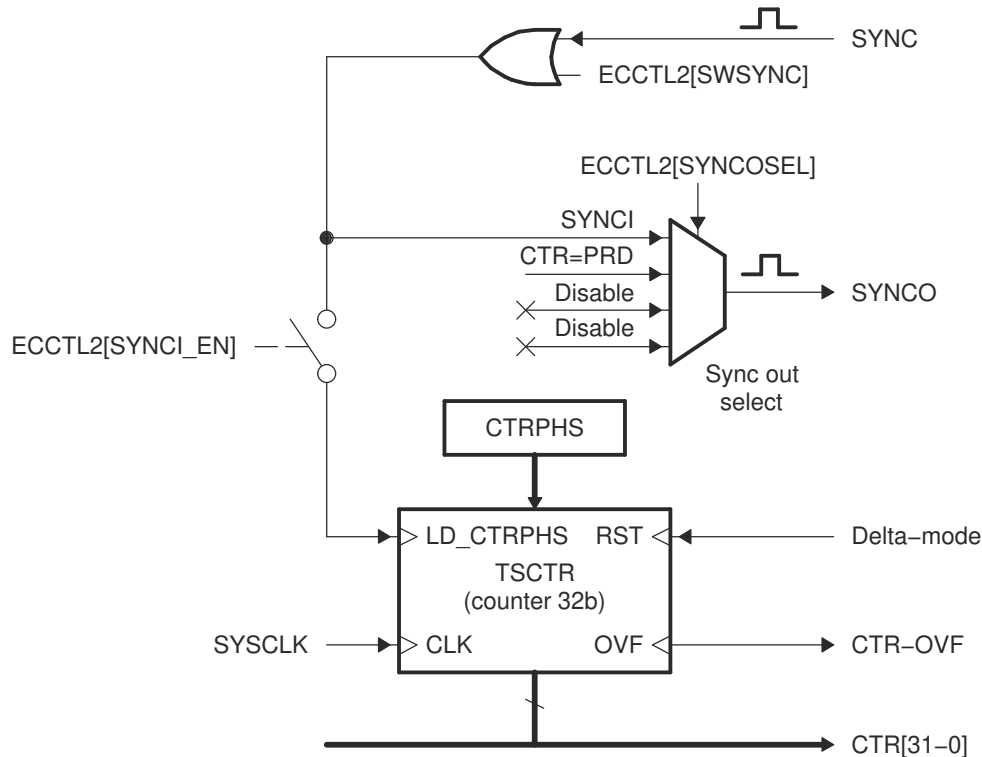 SYNC
ECCTL2[SWSYNC]
ECCTL2[SYNCOSEL]
SYNCI
CTR=PRD
Disable
SYNCO
Disable
ECCTL2[SYNCI_EN]
Sync out
select
CTRPHS
LD_CTRPHS RST
Delta−mode
TSCTR
(counter 32b)
SYSCLK
CLK OVF
CTR−OVF
CTR[31−0]